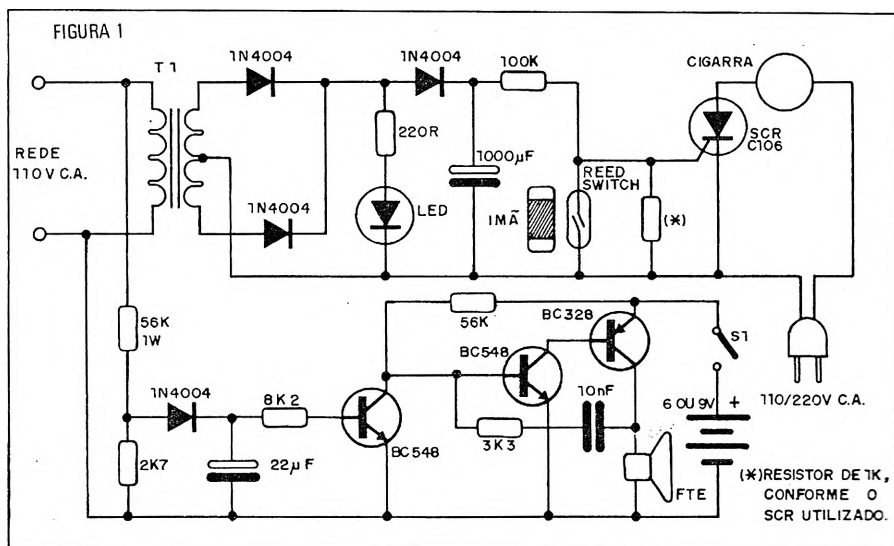 FIGURA 1
T1
1N4004
1N4004
100K
CIGARRA
REDE
110V C.A.
220R
1000µF
SCR
C106
REED
SWITCH
1N4004
LED
IMÃ
(*)
56K
1W
56K
BC328
S1
BC548
1N4004
8K2
10nF
6 OU 9V
+
110/220V C.A.
2K7
22µF
BC548
3K3
FTE
(*)RESISTOR DE 1K,
CONFORME O
SCR UTILIZADO.